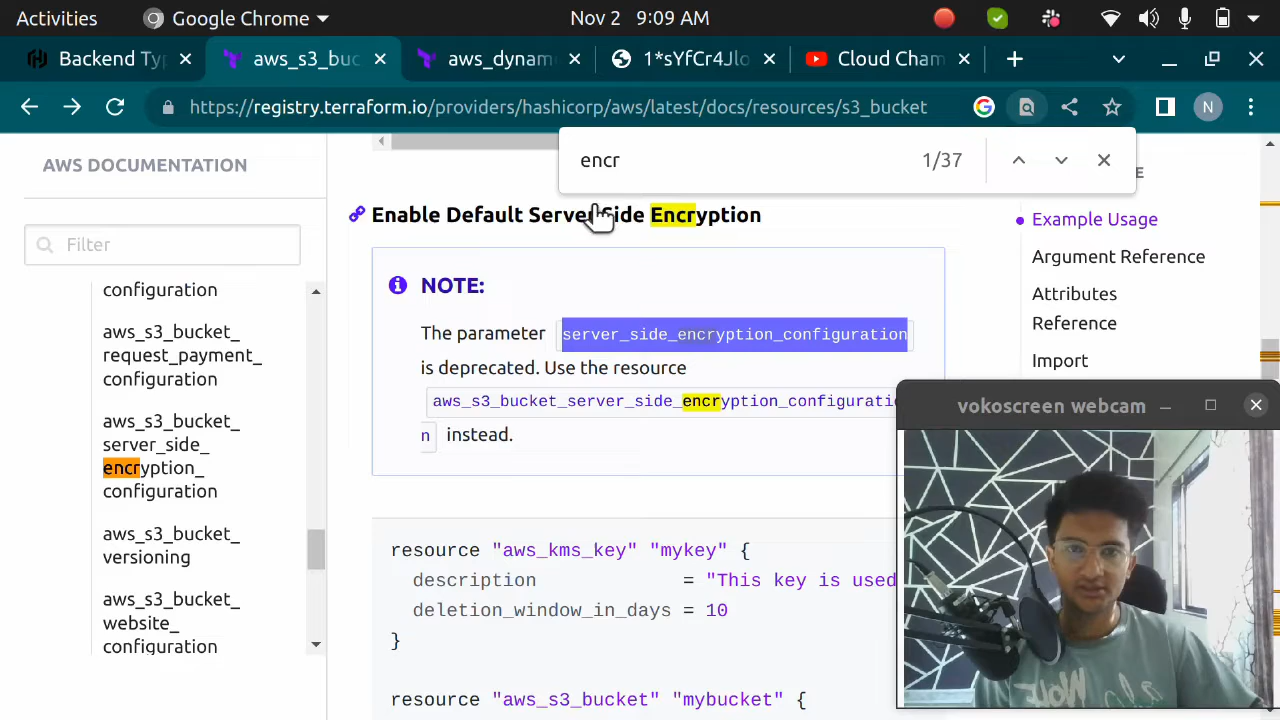 Activities
Google Chrome
Nov 2 9:09 AM
Backend Typ
aws_s3_buc
aws_dynam
1*sYfCr4Jlo
Cloud Cham
https://registry.terraform.io/providers/hashicorp/aws/latest/docs/resources/s3_bucket
N
encr
1/37
AWS DOCUMENTATION
Filter
configuration
aws_s3_bucket_
request_payment_
configuration
aws_s3_bucket_
server_side_
encryption_
configuration
aws_s3_bucket_
versioning
aws_s3_bucket_
website_
configuration
Enable Default Server Side Encryption
NOTE:
The parameter server_side_encryption_configuration
is deprecated. Use the resource
aws_s3_bucket_server_side_encryption_configuratio
n instead.
resource "aws_kms_key" "mykey" {
description = "This key is used
deletion_window_in_days = 10
}
resource "aws_s3_bucket" "mybucket" {
E
Example Usage
Argument Reference
Attributes
Reference
Import
vokoscreen webcam